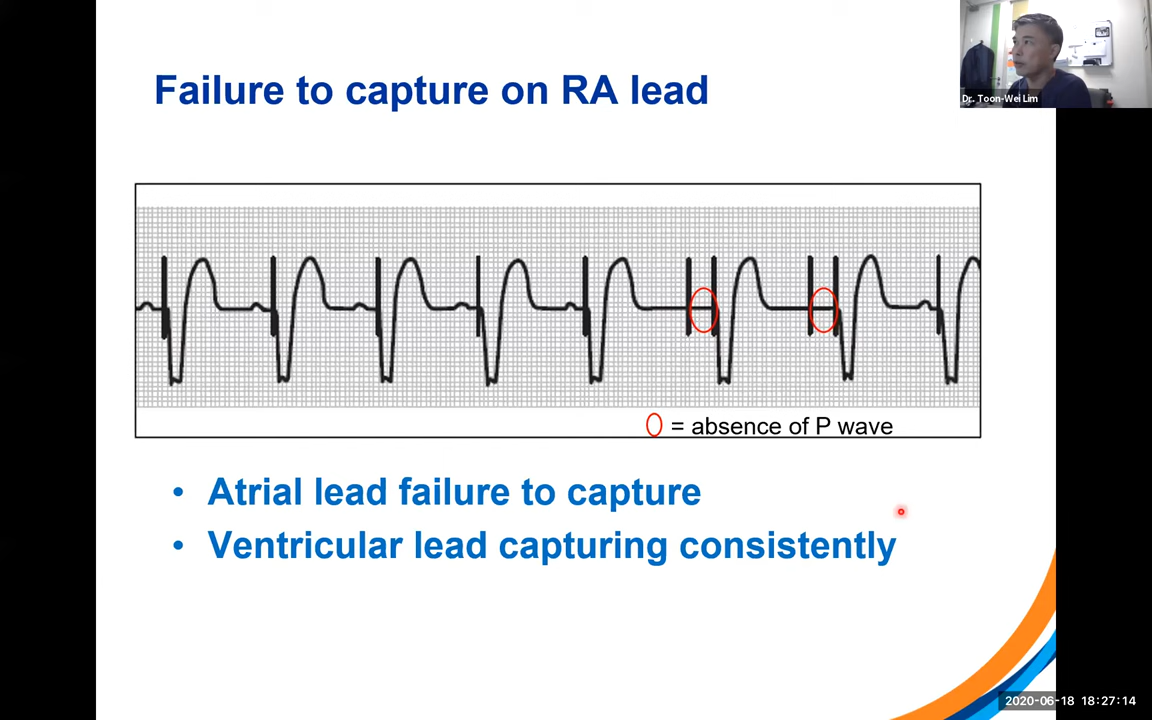 Failure to capture on RA lead
Dr. Toon-Wei Lim
= absence of P wave
• Atrial lead failure to capture
• Ventricular lead capturing consistently
2020-06-18 18:27:14